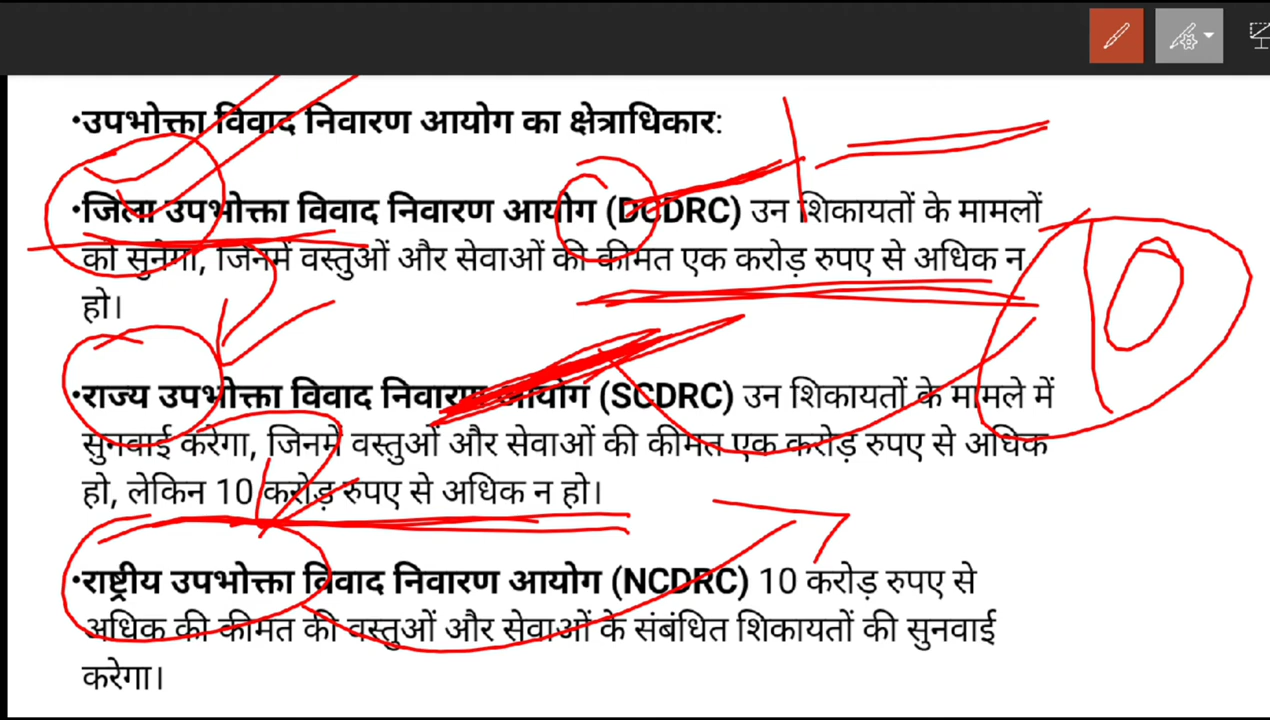 •उपभोक्ता विवाद निवारण आयोग का क्षेत्राधिकार:
•जिला उपभोक्ता विवाद निवारण आयोग (DCDRC) उन शिकायतों के मामलों
को सुनेगा, जिनमें वस्तुओं और सेवाओं की कीमत एक करोड़ रुपए से अधिक न
हो।
•राज्य उपभोक्ता विवाद निवारण आयोग (SCDRC) उन शिकायतों के मामले में
सुनवाई करेगा, जिनमें वस्तुओं और सेवाओं की कीमत एक करोड़ रुपए से अधिक
हो, लेकिन 10 करोड़ रुपए से अधिक न हो।
•राष्ट्रीय उपभोक्ता विवाद निवारण आयोग (NCDRC) 10 करोड़ रुपए से
अधिक की कीमत की वस्तुओं और सेवाओं के संबंधित शिकायतों की सुनवाई
करेगा।